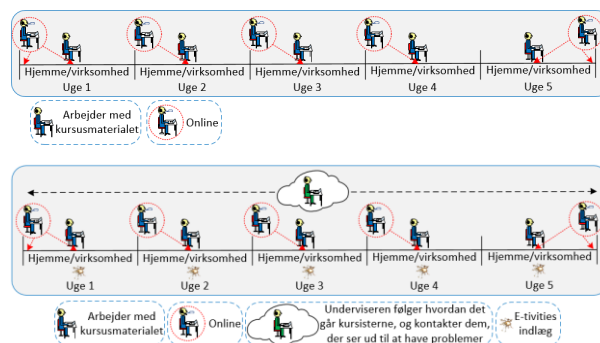 Hjemme/virksomhed Hjemme/virksomhed Hjemme/virksomhed Hjemme/virksomhed Hjemme/virksomhed
Uge 1 Uge 2 Uge 3 Uge 4 Uge 5
Arbejder med
kursusmaterialet
Online
Hjemme/virksomhed Hjemme/virksomhed Hjemme/virksomhed Hjemme/virksomhed Hjemme/virksomhed
Uge 1 Uge 2 Uge 3 Uge 4 Uge 5
Arbejder med
kursusmaterialet
Online
Underviseren følger hvordan det
går kursisterne, og kontakter dem,
der ser ud til at have problemer
E-tivities
indlæg